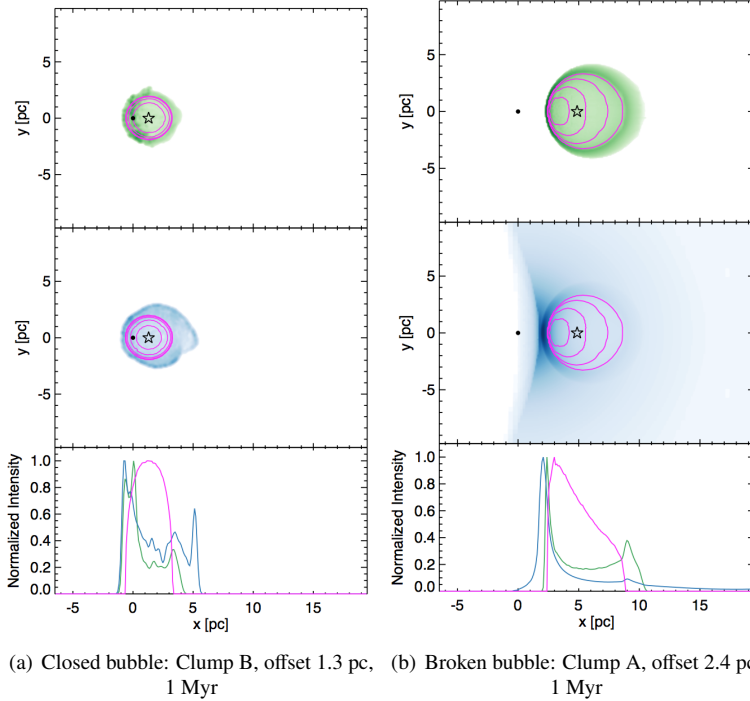 5
0
-5
y [pc]
5
0
-5
y [pc]
5
0
-5
y [pc]
5
0
-5
y [pc]
1.0
0.8
0.6
0.4
0.2
0.0
Normalized Intensity
-5 0 5 10 15
x [pc]
1.0
0.8
0.6
0.4
0.2
0.0
Normalized Intensity
-5 0 5 10 15
x [pc]
(a) Closed bubble: Clump B, offset 1.3 pc,
1 Myr
(b) Broken bubble: Clump A, offset 2.4 pc
1 Myr